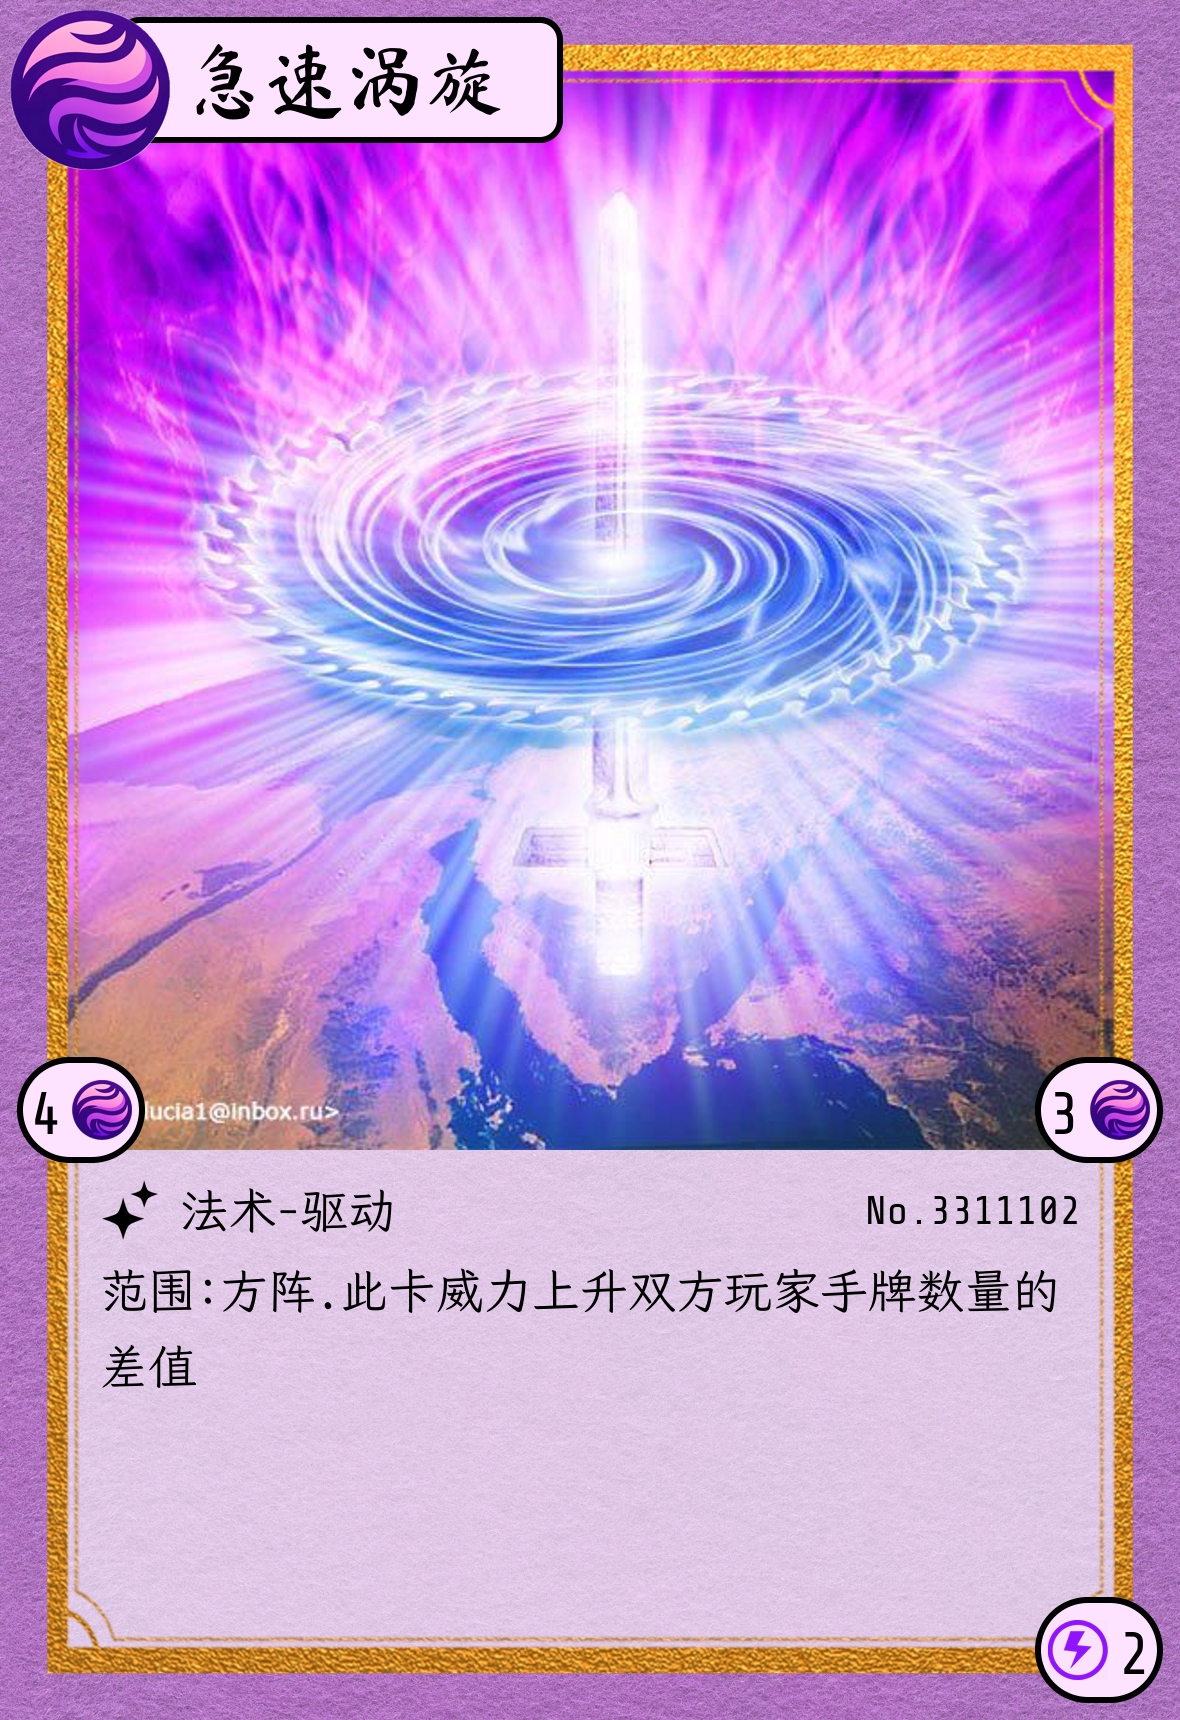 急速涡旋
lucia1@inbox.ru>
4
3
法术-驱动
No.3311102
范围:方阵.此卡威力上升双方玩家手牌数量的
差值
2